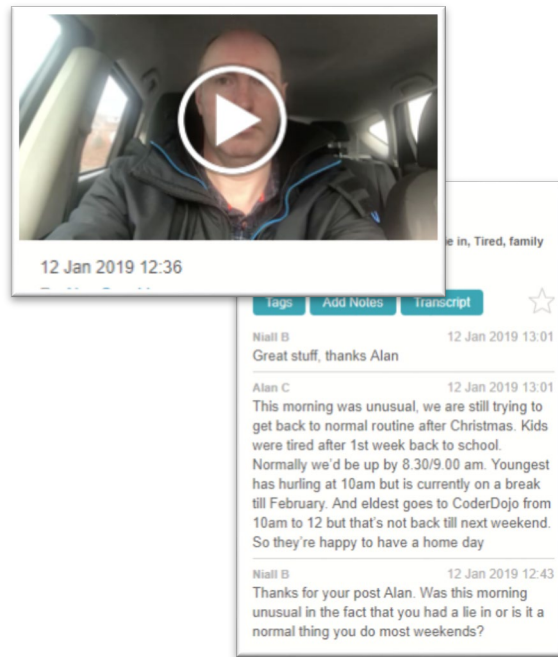 12 Jan 2019 12:36
e in, Tired, family
Tags Add Notes Transcript
Niall B 12 Jan 2019 13:01
Great stuff, thanks Alan
Alan C 12 Jan 2019 13:01
This morning was unusual, we are still trying to
get back to normal routine after Christmas. Kids
were tired after 1st week back to school.
Normally we'd be up by 8.30/9.00 am. Youngest
has hurling at 10am but is currently on a break
till February. And eldest goes to CoderDojo from
10am to 12 but that's not back till next weekend.
So they're happy to have a home day
Niall B 12 Jan 2019 12:43
Thanks for your post Alan. Was this morning
unusual in the fact that you had a lie in or is it a
normal thing you do most weekends?